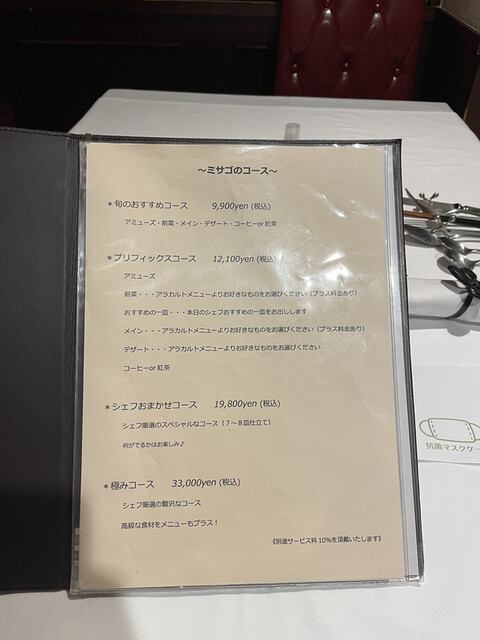 ～ミサゴのコース～
＊旬のおすすめコース 9,900yen (税込)
アミューズ・前菜・メイン・デザート・コーヒーor 紅茶
＊プリフィックスコース 12,100yen (税込)
アミューズ
前菜・・・アラカルトメニューよりお好きなものをお選びください（プラス料金あり）
おすすめの一皿・・・本日のシェフおすすめの一皿をお出しします
メイン・・・アラカルトメニューよりお好きなものをお選びください（プラス料金あり）
デザート・・・アラカルトメニューよりお好きなものをお選びください
コーヒーor 紅茶
＊シェフおまかせコース 19,800yen (税込)
シェフ厳選のスペシャルなコース（７～８皿仕立て）
何がでるかはお楽しみ♪
＊極みコース 33,000yen (税込)
シェフ厳選の贅沢なコース
高級な食材をメニューもプラス！
《別途サービス料 10％を頂戴いたします》
抗菌マスクケー